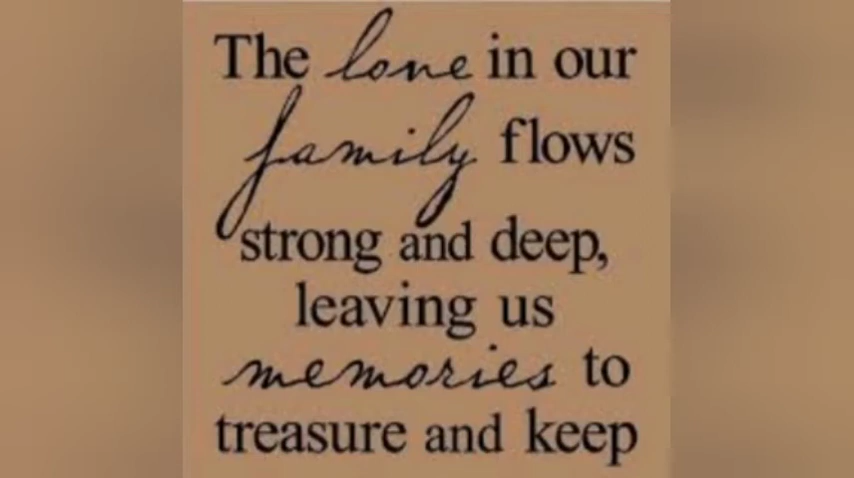 The love in our
family flows
strong and deep,
leaving us
memories to
treasure and keep